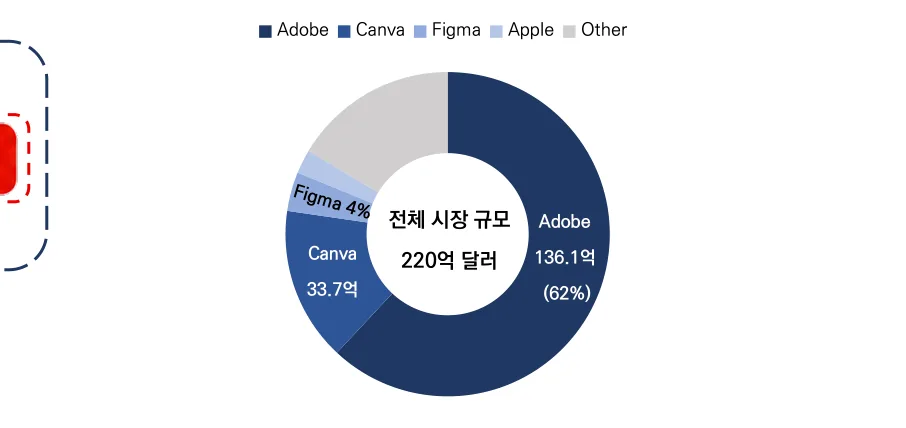 Adobe Canva Figma Apple Other
Figma 4%
전체 시장 규모
220억 달러
Adobe
136.1억
(62%)
Canva
33.7억